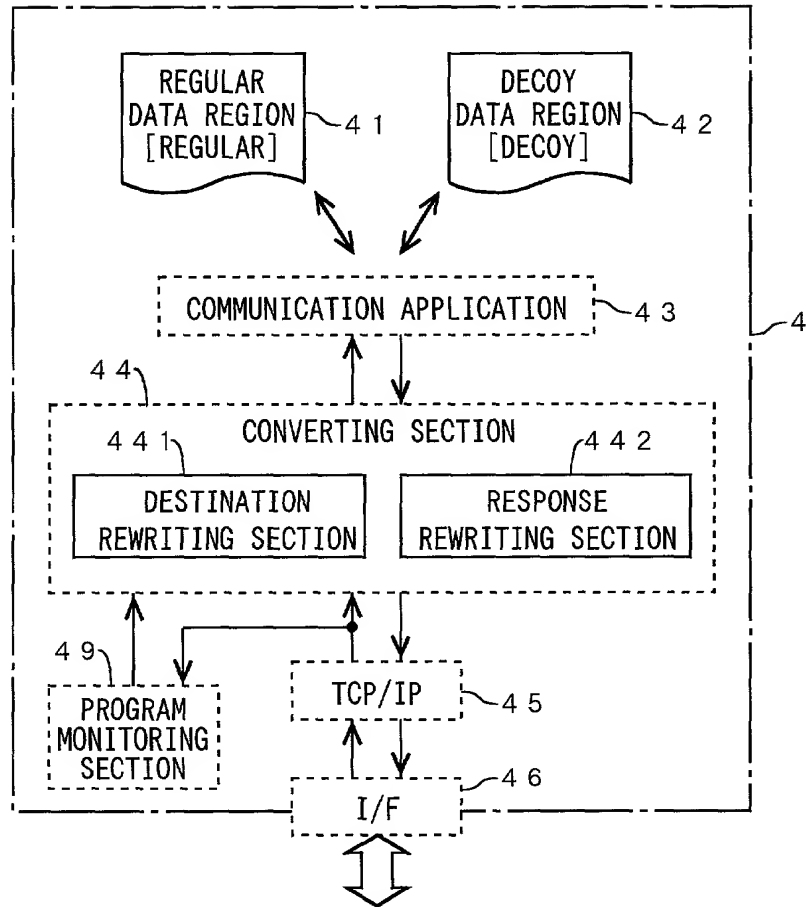 REGULAR
DATA REGION
[REGULAR]
41
DECOY
DATA REGION
[DECOY]
42
COMMUNICATION APPLICATION
43
4
44
CONVERTING SECTION
441
DESTINATION
REWRITING SECTION
442
RESPONSE
REWRITING SECTION
49
PROGRAM
MONITORING
SECTION
TCP/IP
45
I/F
46